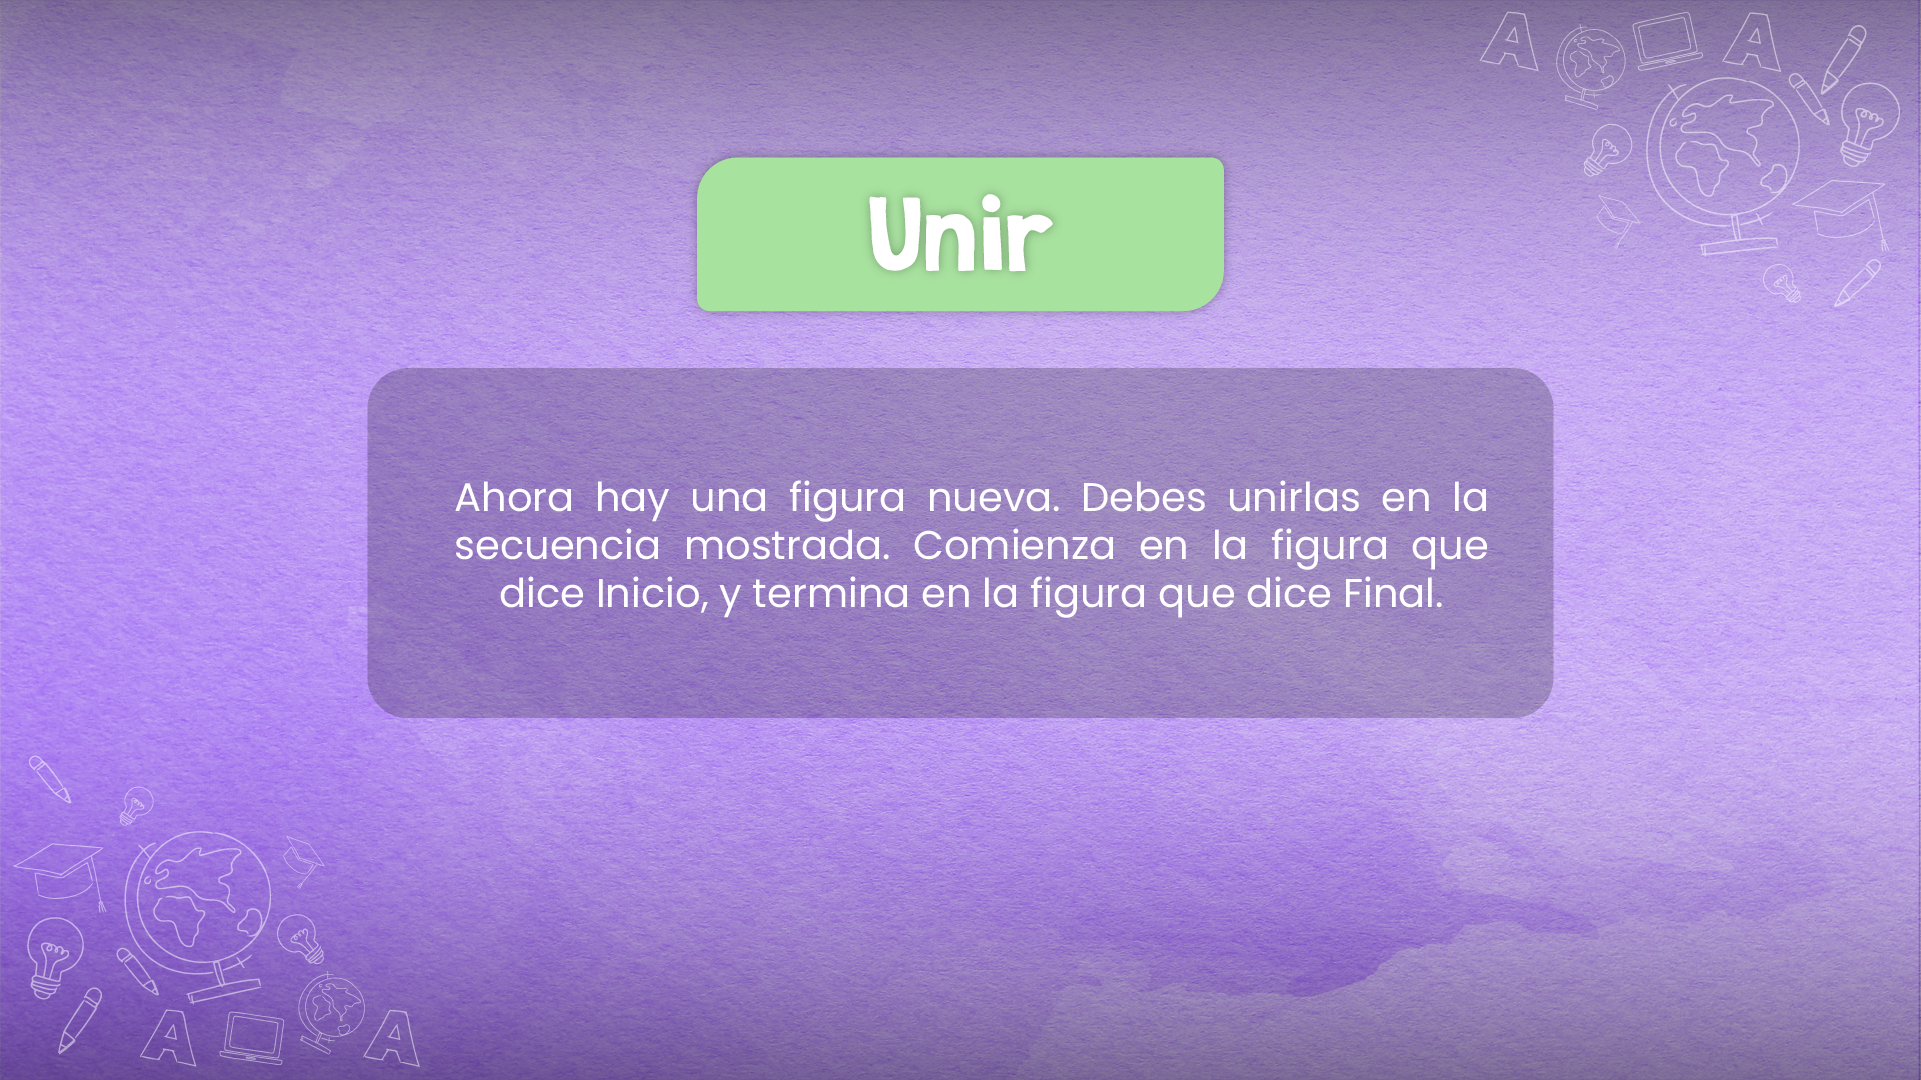 Unir
Ahora hay una figura nueva. Debes unirlas en la
secuencia mostrada. Comienza en la figura que
dice Inicio, y termina en la figura que dice Final.